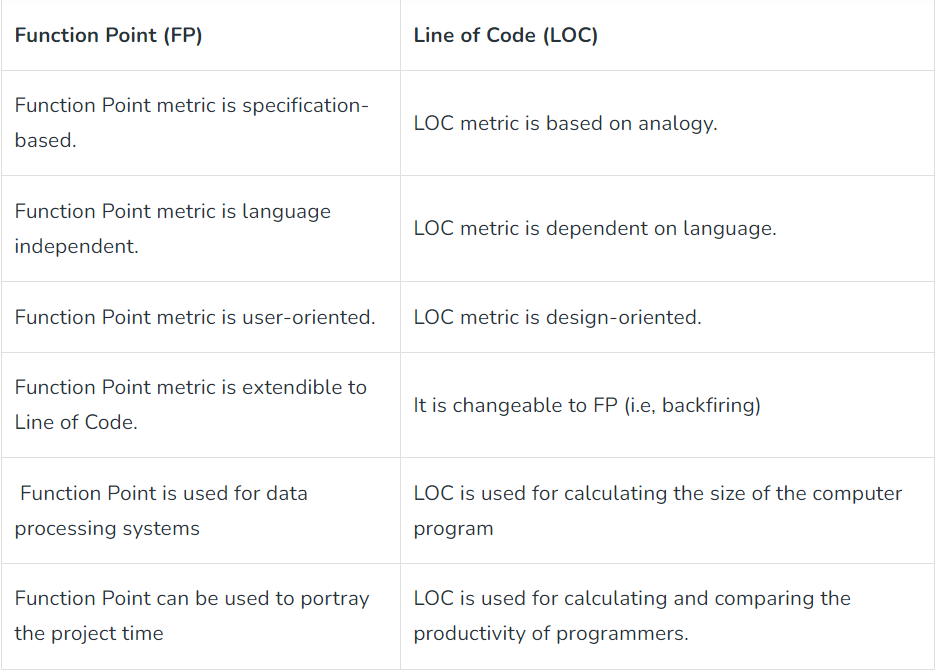 Function Point (FP)
Line of Code (LOC)
Function Point metric is specification-
based.
LOC metric is based on analogy.
Function Point metric is language
independent.
LOC metric is dependent on language.
Function Point metric is user-oriented.
LOC metric is design-oriented.
Function Point metric is extendible to
Line of Code.
It is changeable to FP (i.e, backfiring)
Function Point is used for data
processing systems
LOC is used for calculating the size of the computer
program
Function Point can be used to portray
the project time
LOC is used for calculating and comparing the
productivity of programmers.